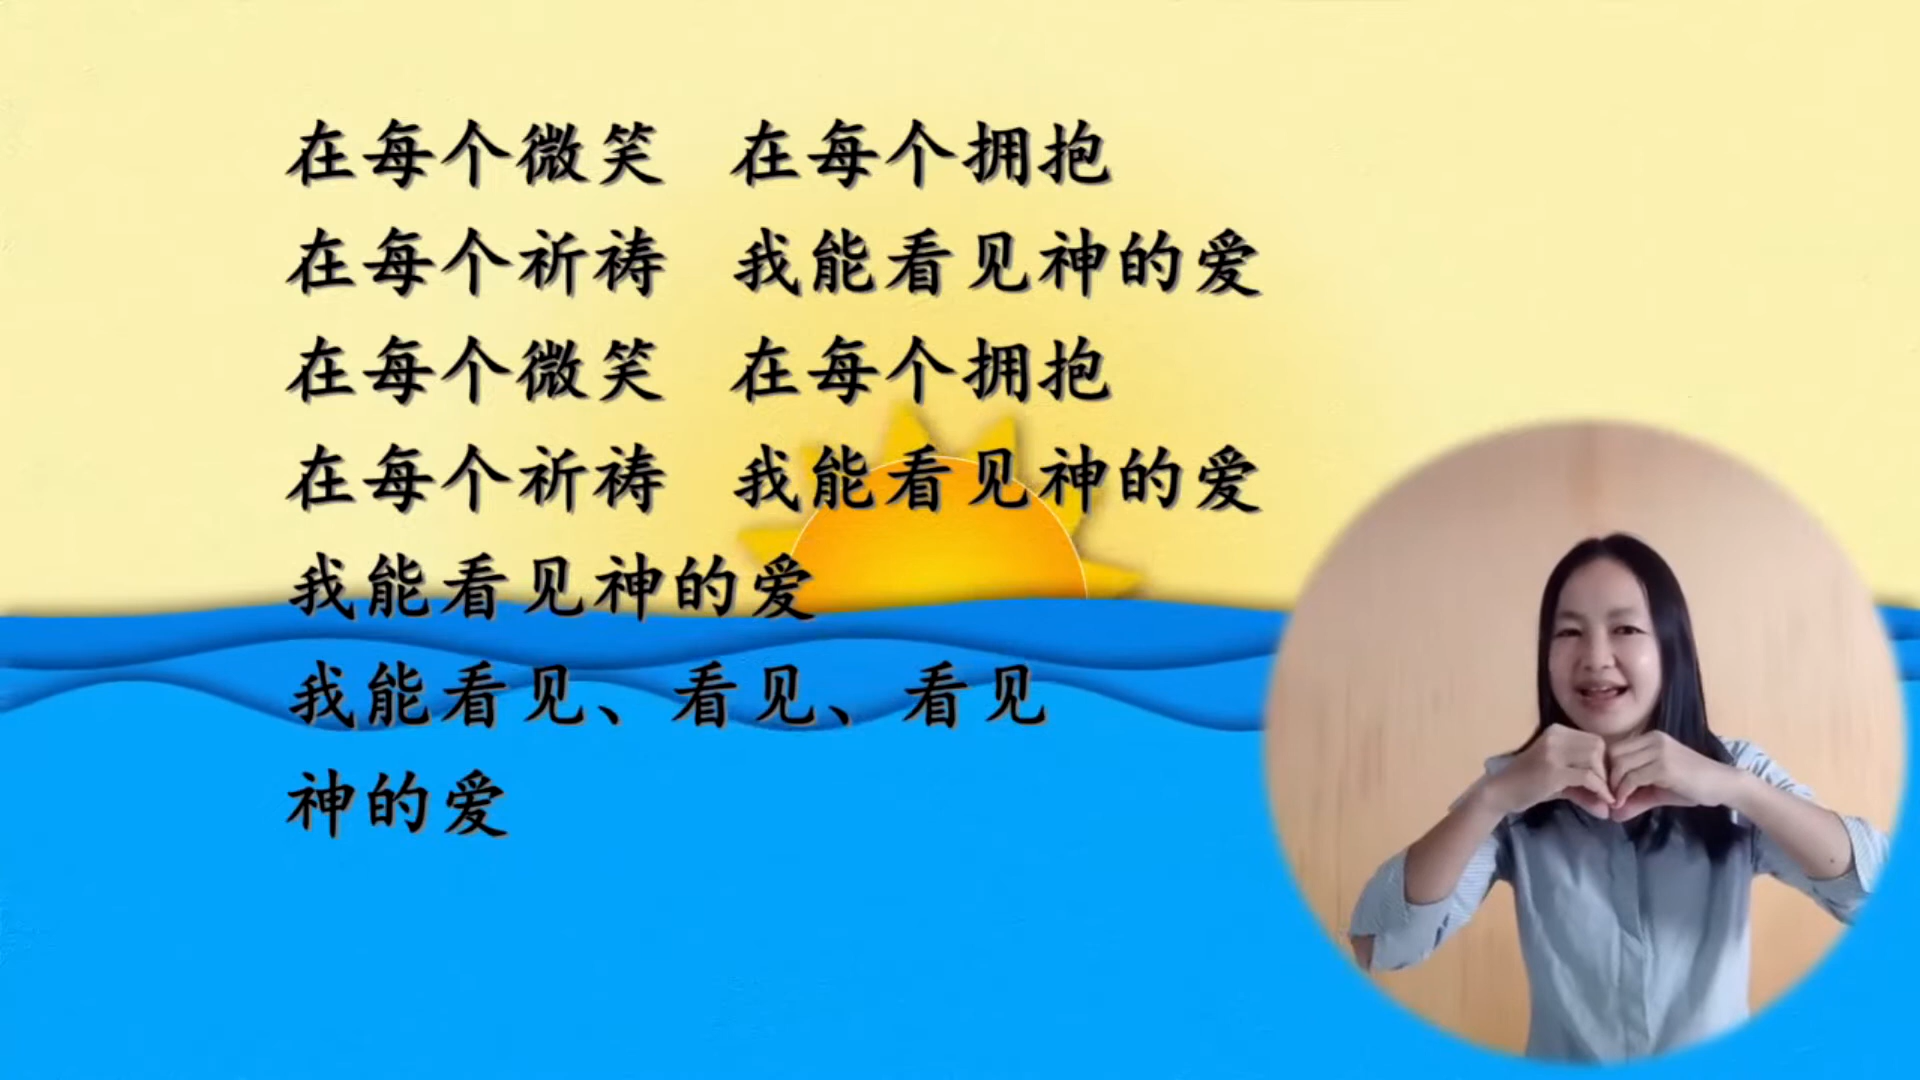 在每个微笑 在每个拥抱
在每个祈祷 我能看见神的爱
在每个微笑 在每个拥抱
在每个祈祷 我能看见神的爱
我能看见神的爱
我能看见、看见、看见
神的爱